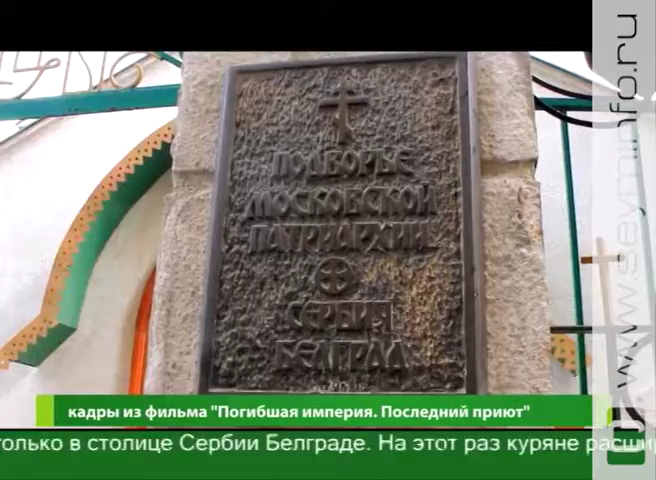 ПОДВОРЬЕ
МОСКОВСКОЙ
ПАТРИАРХИИ
СЕРБИЯ
БЕЛГРАД
кадры из фильма "Погибшая империя. Последний приют"
только в столице Сербии Белграде. На этот раз куряне расшир
www.seyminfo.ru